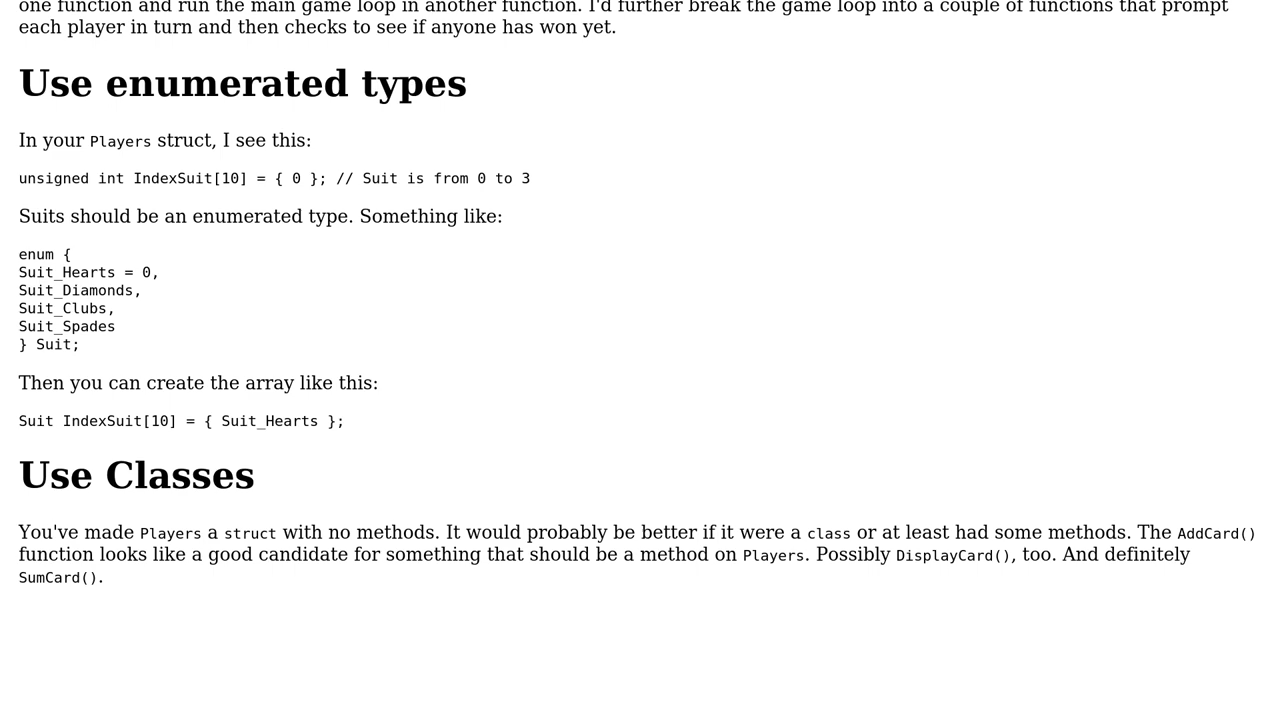 one function and run the main game loop in another function. I'd further break the game loop into a couple of functions that prompt
each player in turn and then checks to see if anyone has won yet.
Use enumerated types
In your Players struct, I see this:
unsigned int IndexSuit[10] = { 0 }; // Suit is from 0 to 3
Suits should be an enumerated type. Something like:
enum {
Suit_Hearts = 0,
Suit_Diamonds,
Suit_Clubs,
Suit_Spades
} Suit;
Then you can create the array like this:
Suit IndexSuit[10] = { Suit_Hearts };
Use Classes
You've made Players a struct with no methods. It would probably be better if it were a class or at least had some methods. The AddCard()
function looks like a good candidate for something that should be a method on Players. Possibly DisplayCard(), too. And definitely
SumCard().